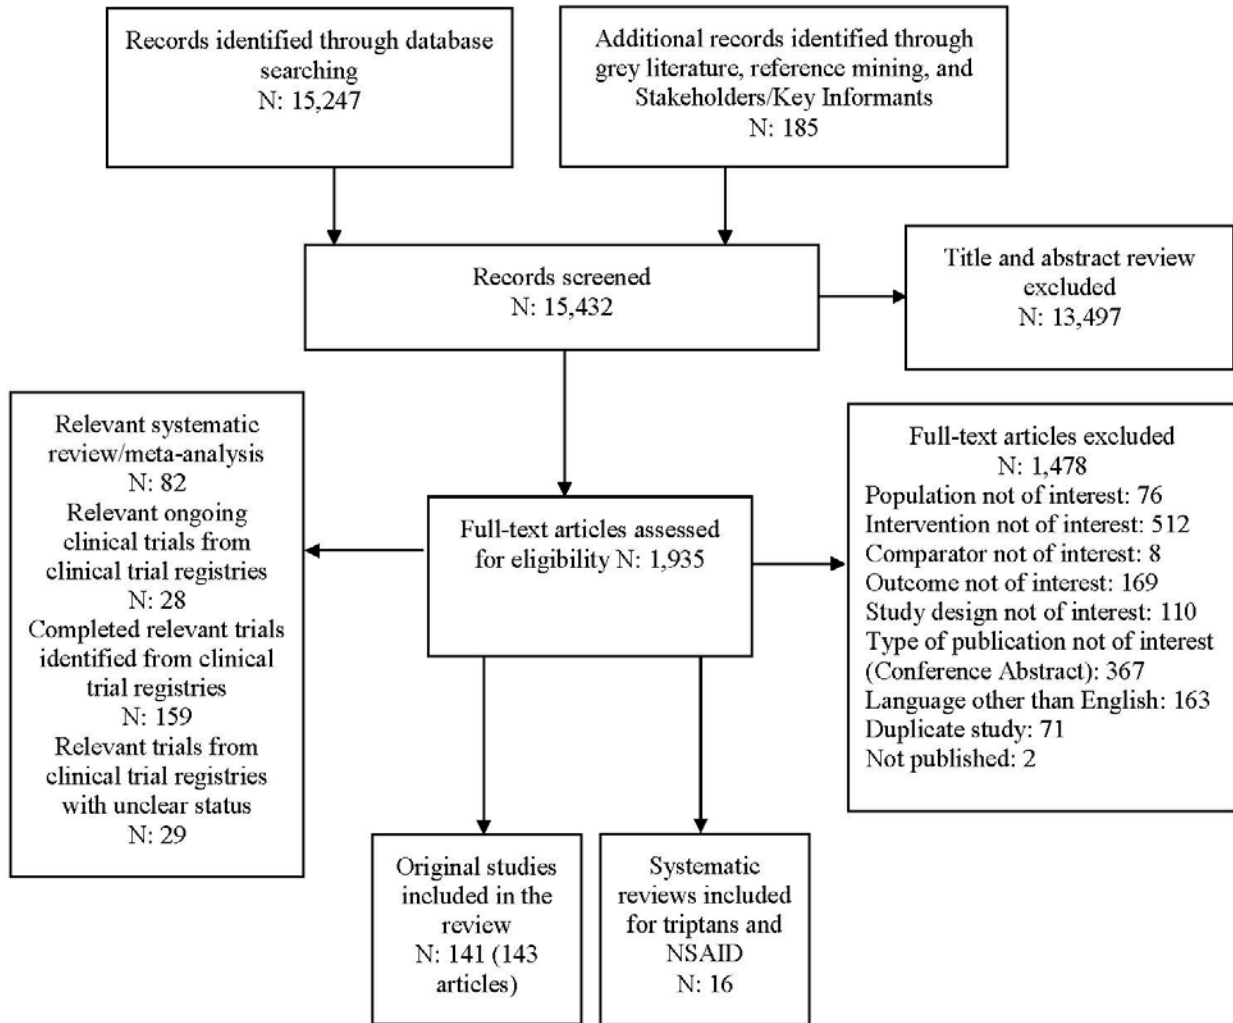 Records identified through database
searching
N: 15,247
Additional records identified through
grey literature, reference mining, and
Stakeholders/Key Informants
N: 185
Records screened
N: 15,432
Title and abstract review
excluded
N: 13,497
Relevant systematic
review/meta-analysis
N: 82
Relevant ongoing
clinical trials from
clinical trial registries
N: 28
Completed relevant trials
identified from clinical
trial registries
N: 159
Relevant trials from
clinical trial registries
with unclear status
N: 29
Full-text articles assessed
for eligibility N: 1,935
Full-text articles excluded
N: 1,478
Population not of interest: 76
Intervention not of interest: 512
Comparator not of interest: 8
Outcome not of interest: 169
Study design not of interest: 110
Type of publication not of interest
(Conference Abstract): 367
Language other than English: 163
Duplicate study: 71
Not published: 2
Original studies
included in the
review
N: 141 (143
articles)
Systematic
reviews included
for triptans and
NSAID
N: 16